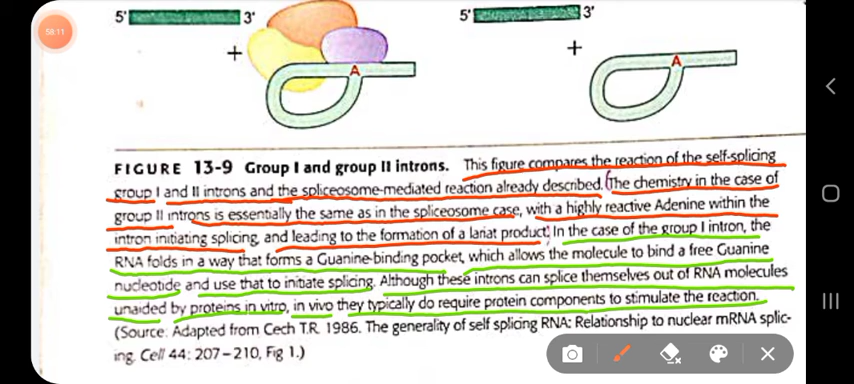 58:11
5' 3' 5' 3'
+ +
A A
FIGURE 13-9 Group I and group II introns. This figure compares the reaction of the self-splicing
group I and II introns and the spliceosome-mediated reaction already described. (The chemistry in the case of
group II introns is essentially the same as in the spliceosome case, with a highly reactive Adenine within the
intron initiating splicing, and leading to the formation of a lariat product. In the case of the group I intron, the
RNA folds in a way that forms a Guanine-binding pocket, which allows the molecule to bind a free Guanine
nucleotide and use that to initiate splicing. Although these introns can splice themselves out of RNA molecules
unaided by proteins in vitro, in vivo they typically do require protein components to stimulate the reaction.
(Source: Adapted from Cech T.R. 1986. The generality of self splicing RNA: Relationship to nuclear mRNA splic-
ing. Cell 44: 207–210, Fig 1.)